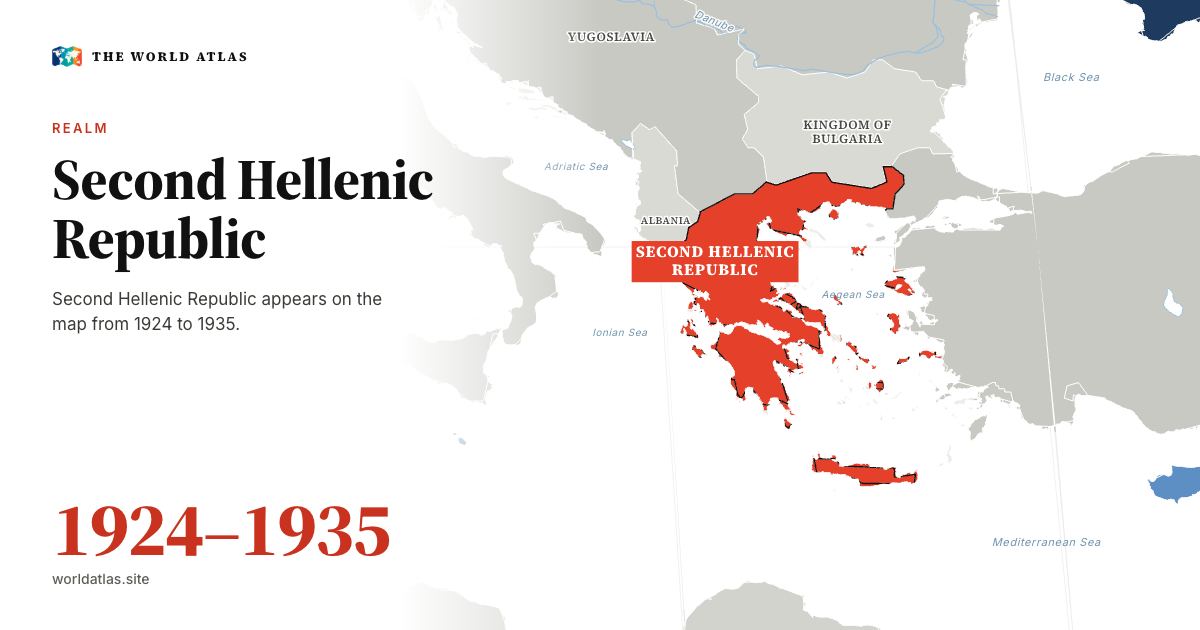 THE WORLD ATLAS
REALM
Second Hellenic
Republic
Second Hellenic Republic appears on the
map from 1924 to 1935.
1924–1935
worldatlas.site
Danube
YUGOSLAVIA
Black Sea
KINGDOM OF
BULGARIA
Adriatic Sea
ALBANIA
SECOND HELLENIC
REPUBLIC
Aegean Sea
Ionian Sea
Mediterranean Sea